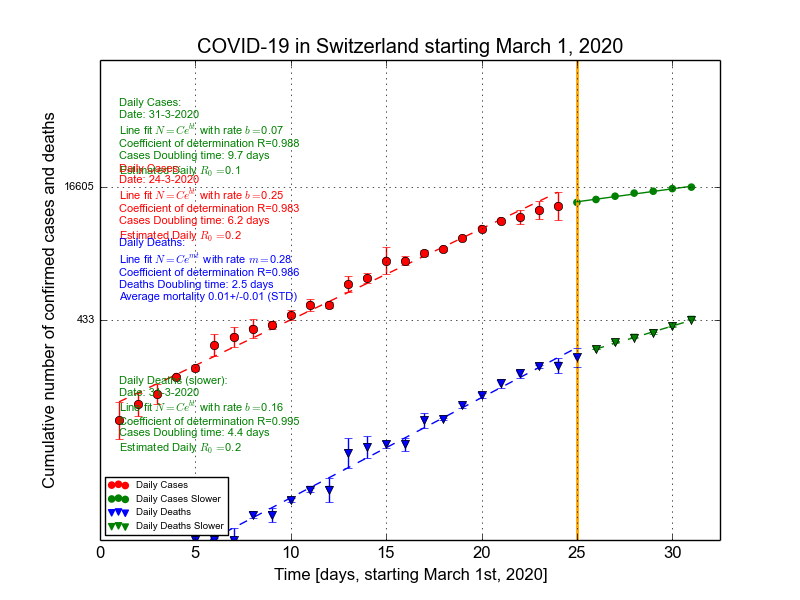 COVID-19 in Switzerland starting March 1, 2020
Cumulative number of confirmed cases and deaths
Daily Cases:
Date: 31-3-2020
Line fit N = Ce^{bt}: with rate b =0.07
Coefficient of determination R=0.988
Cases Doubling time: 9.7 days
Estimated Daily R_0 =0.1
Daily Cases:
Date: 24-3-2020
Line fit N = Ce^{bt}: with rate b =0.25
Coefficient of determination R=0.983
Cases Doubling time: 6.2 days
Estimated Daily R_0 =0.2
Daily Deaths:
Line fit N = Ce^{mt}: with rate m =0.28
Coefficient of determination R=0.986
Deaths Doubling time: 2.5 days
Average mortality 0.01+/-0.01 (STD)
Daily Deaths (slower):
Date: 31-3-2020
Line fit N = Ce^{bt}: with rate b =0.16
Coefficient of determination R=0.995
Cases Doubling time: 4.4 days
Estimated Daily R_0 =0.2
16605
433
Daily Cases
Daily Cases Slower
Daily Deaths
Daily Deaths Slower
0 5 10 15 20 25 30
Time [days, starting March 1st, 2020]